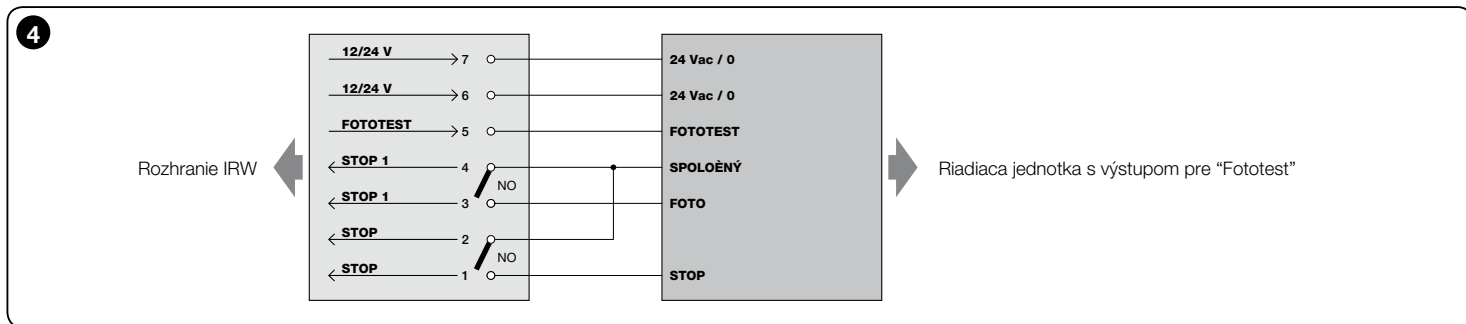 4
12/24 V 7 24 Vac / 0
12/24 V 6 24 Vac / 0
FOTOTEST 5 FOTOTEST
Rozhranie IRW
STOP 1 4 SPOLOÈNÝ
NO
Riadiaca jednotka s výstupom pre “Fototest”
STOP 1 3 FOTO
STOP 2
NO
STOP 1 STOP